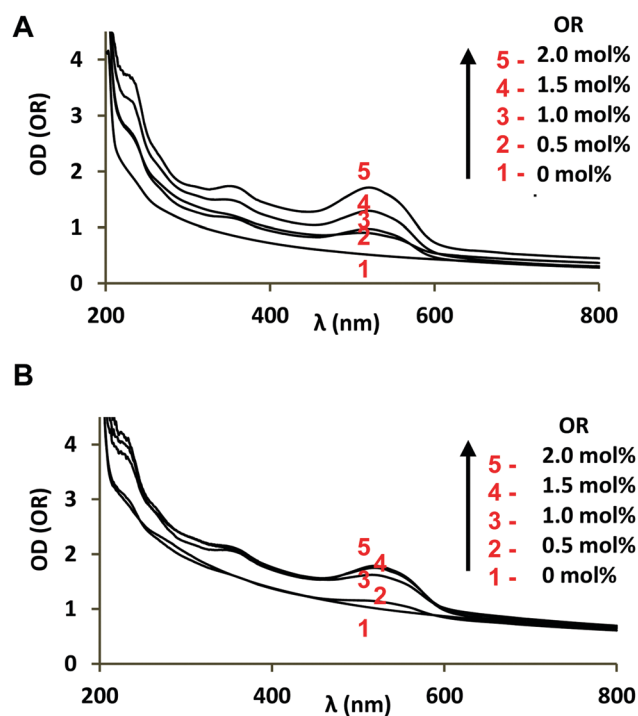 A
OR
5 - 2.0 mol%
4 - 1.5 mol%
3 - 1.0 mol%
2 - 0.5 mol%
1 - 0 mol%
OD (OR)
4
3
2
1
0
5
4
3
2
1
200
400
600
800
λ (nm)
B
OR
5 - 2.0 mol%
4 - 1.5 mol%
3 - 1.0 mol%
2 - 0.5 mol%
1 - 0 mol%
OD (OR)
4
3
2
1
0
5
4
3
2
1
200
400
600
800
λ (nm)